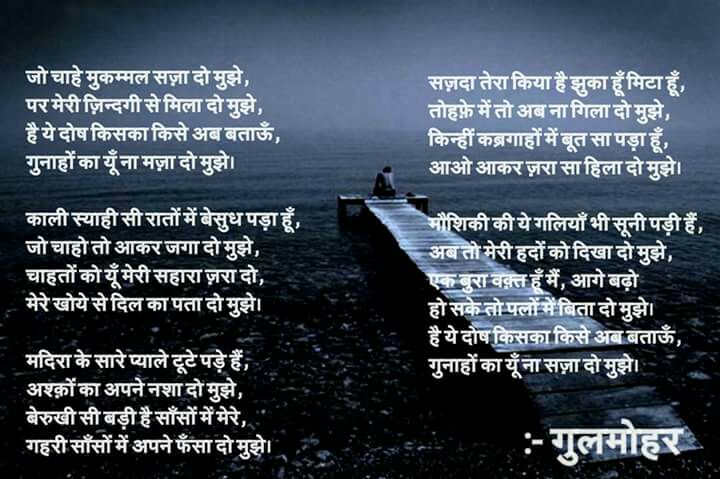 जो चाहे मुकम्मल सज़ा दो मुझे,
पर मेरी ज़िन्दगी से मिला दो मुझे,
है ये दोष किसका किसे अब बताऊँ,
गुनाहों का यूँ ना मज़ा दो मुझे।

काली स्याही सी रातों में बेसुध पड़ा हूँ,
जो चाहो तो आकर जगा दो मुझे,
चाहतों को यूँ मेरी सहारा ज़रा दो,
मेरे खोये से दिल का पता दो मुझे।

मदिरा के सारे प्याले टूटे पड़े हैं,
अश्क़ों का अपने नशा दो मुझे,
बेरुखी सी बड़ी है साँसों में मेरे,
गहरी साँसों में अपने फँसा दो मुझे।

सज़दा तेरा किया है झुका हूँ मिटा हूँ,
तोहफ़े में तो अब ना गिला दो मुझे,
किन्हीं कब्रगाहों में बूत सा पड़ा हूँ,
आओ आकर ज़रा सा हिला दो मुझे।

मौशिकी की ये गलियाँ भी सूनी पड़ी हैं,
अब तो मेरी हदों को दिखा दो मुझे,
एक बुरा वक़्त हूँ मैं, आगे बढ़ो
हो सके तो पलों में बिता दो मुझे।
है ये दोष किसका किसे अब बताऊँ,
गुनाहों का यूँ ना सज़ा दो मुझे।

:- गुलमोहर